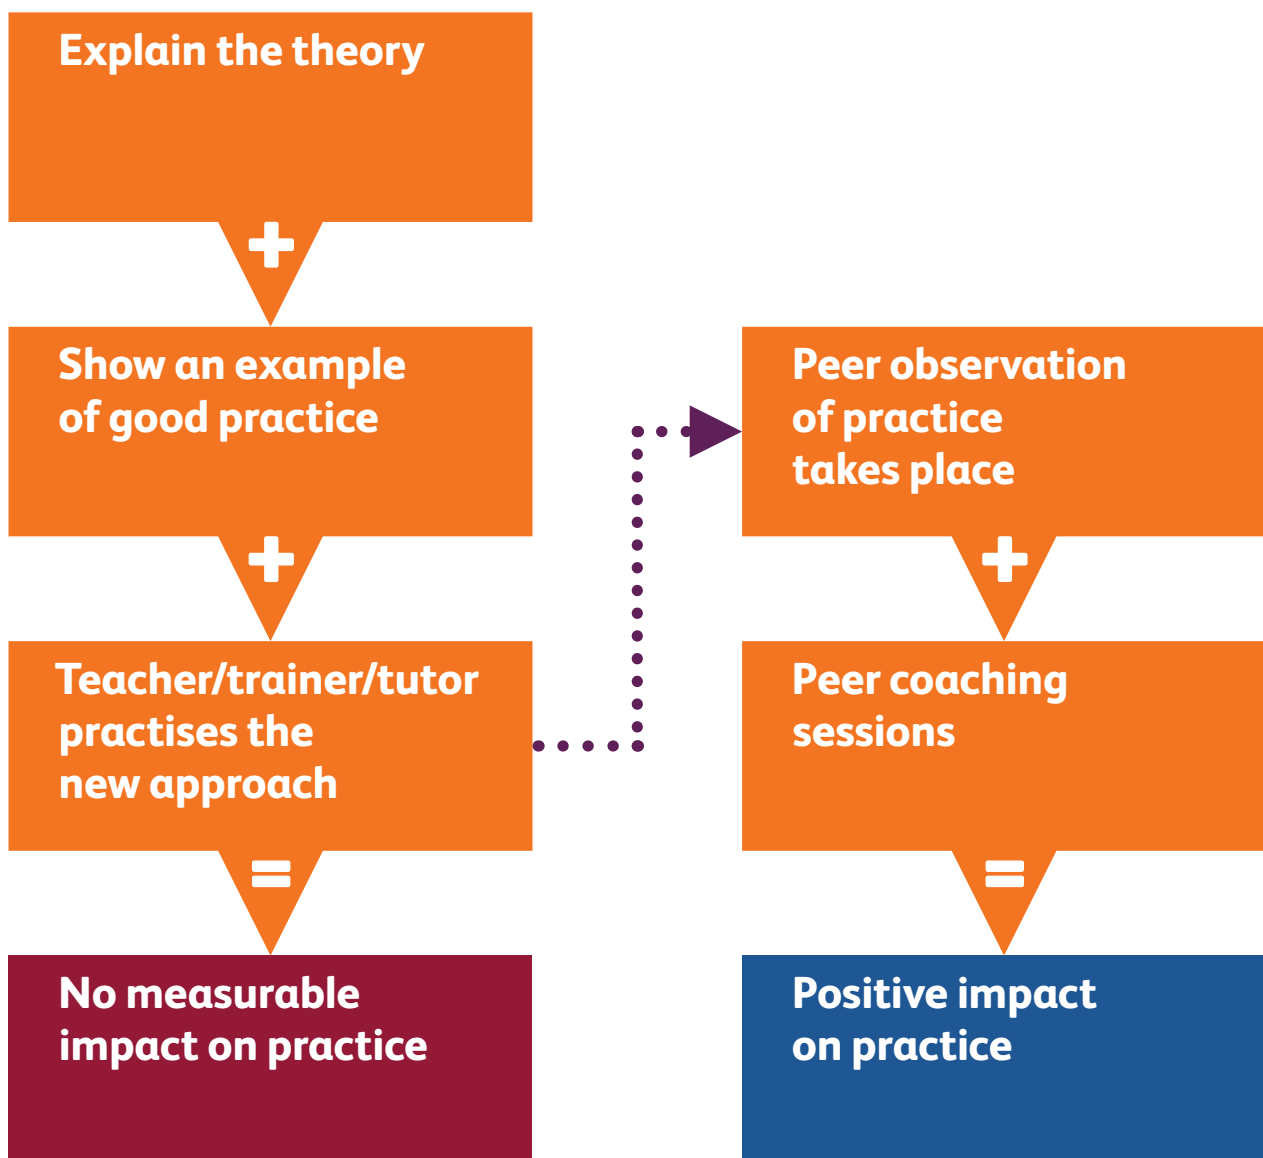 Explain the theory
+
Show an example
of good practice
+
Teacher/trainer/tutor
practises the
new approach
=
No measurable
impact on practice
Peer observation
of practice
takes place
+
Peer coaching
sessions
=
Positive impact
on practice